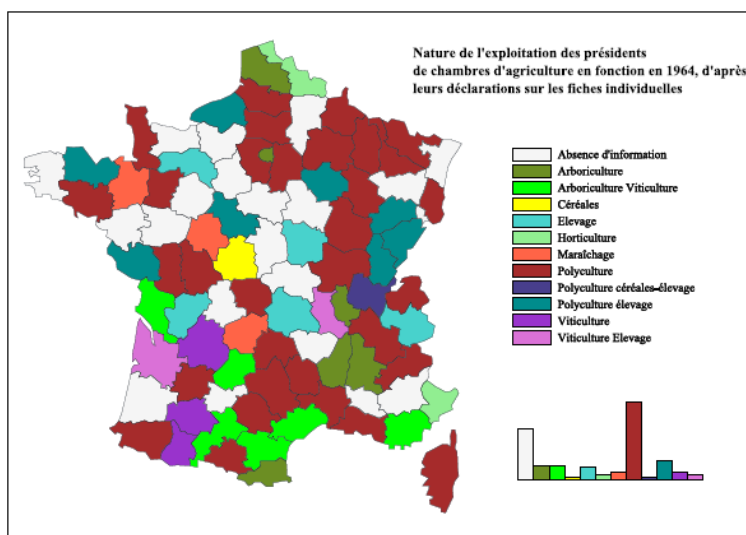 Nature de l'exploitation des présidents
de chambres d'agriculture en fonction en 1964, d'après
leurs déclarations sur les fiches individuelles
Absence d'information
Arboriculture
Arboriculture Viticulture
Céréales
Elevage
Horticulture
Maraîchage
Polyculture
Polyculture céréales-élevage
Polyculture élevage
Viticulture
Viticulture Elevage